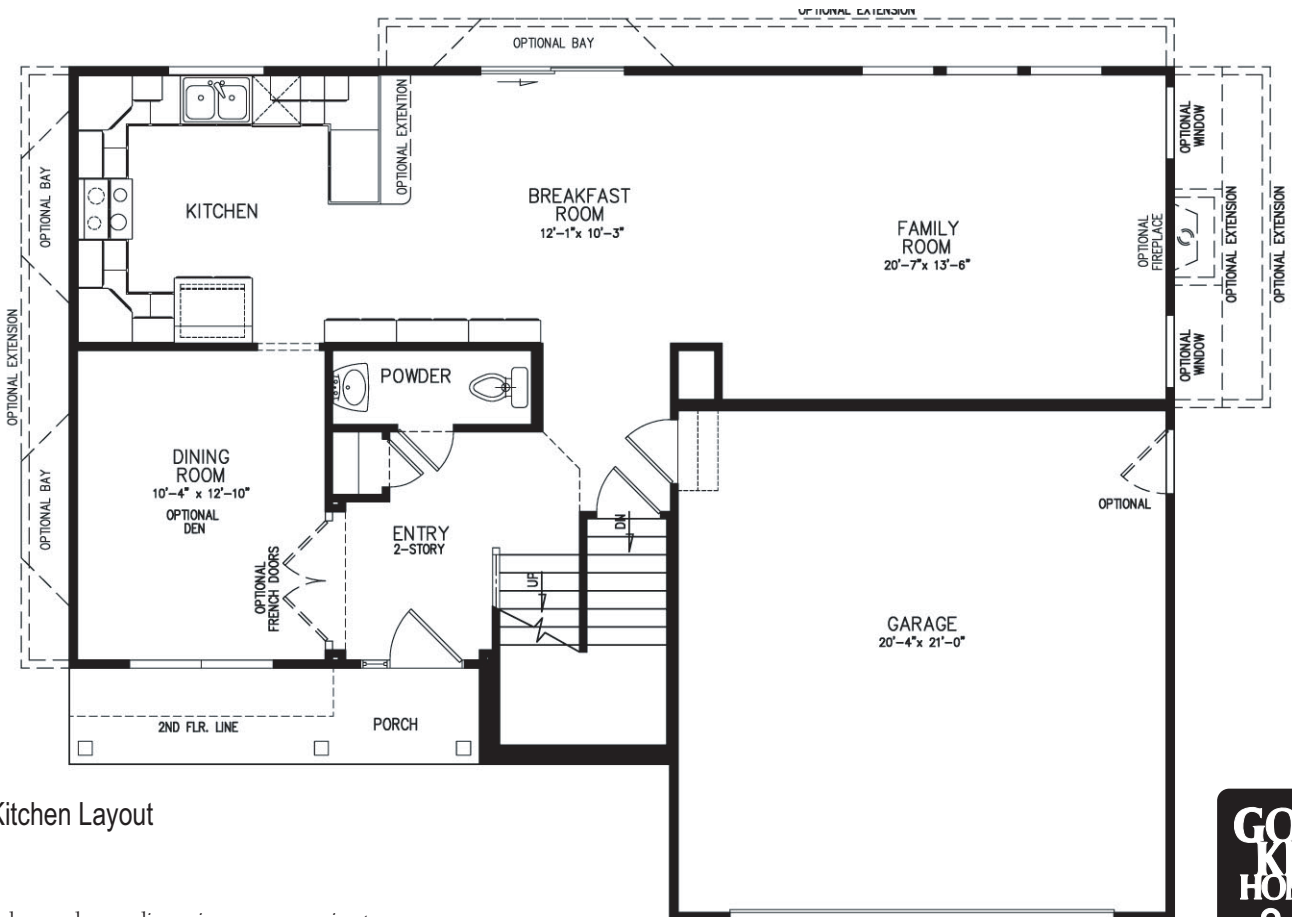 OPTIONAL EXTENSION
OPTIONAL BAY
OPTIONAL EXTENTION
OPTIONAL BAY
KITCHEN
BREAKFAST
ROOM
12'-1"x 10'-3"
FAMILY
ROOM
20'-7"x 13'-6"
OPTIONAL
WINDOW
OPTIONAL
FIREPLACE
OPTIONAL EXTENSION
OPTIONAL EXTENSION
OPTIONAL
WINDOW
OPTIONAL EXTENSION
POWDER
DINING
ROOM
10'-4" x 12'-10"
OPTIONAL
DEN
OPTIONAL BAY
OPTIONAL
FRENCH DOORS
ENTRY
2-STORY
DN
UP
OPTIONAL
GARAGE
20'-4"x 21'-0"
2ND FLR. LINE
PORCH
Kitchen Layout